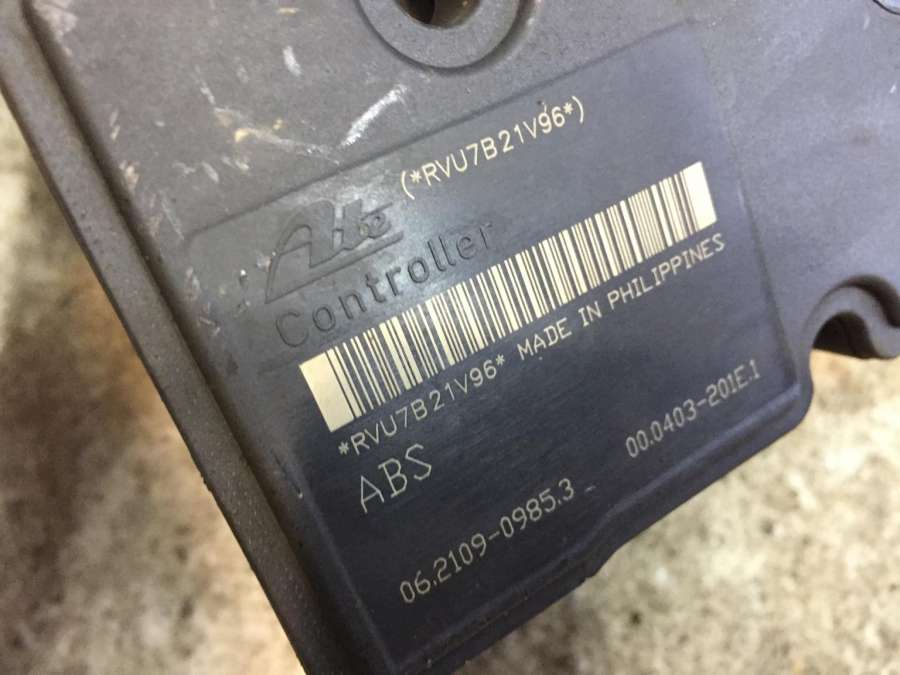 (*RVU7B21V96*)
Ate
Controller
*RVU7B21V96* MADE IN PHILIPPINES
ABS
06.2109-0985.3
00.0403-201E.1